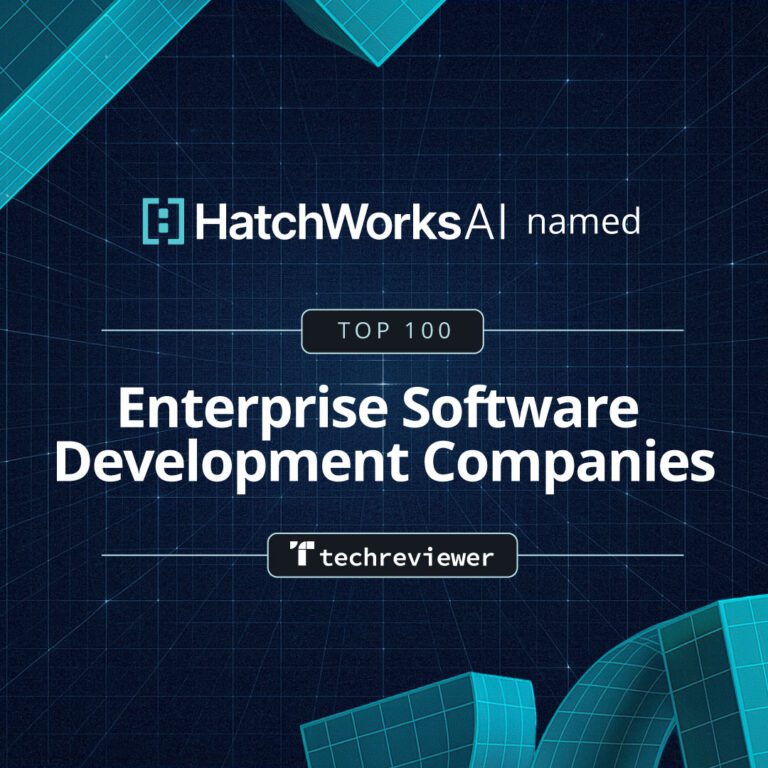 HatchWorksAI named
TOP 100
Enterprise Software
Development Companies
techreviewer